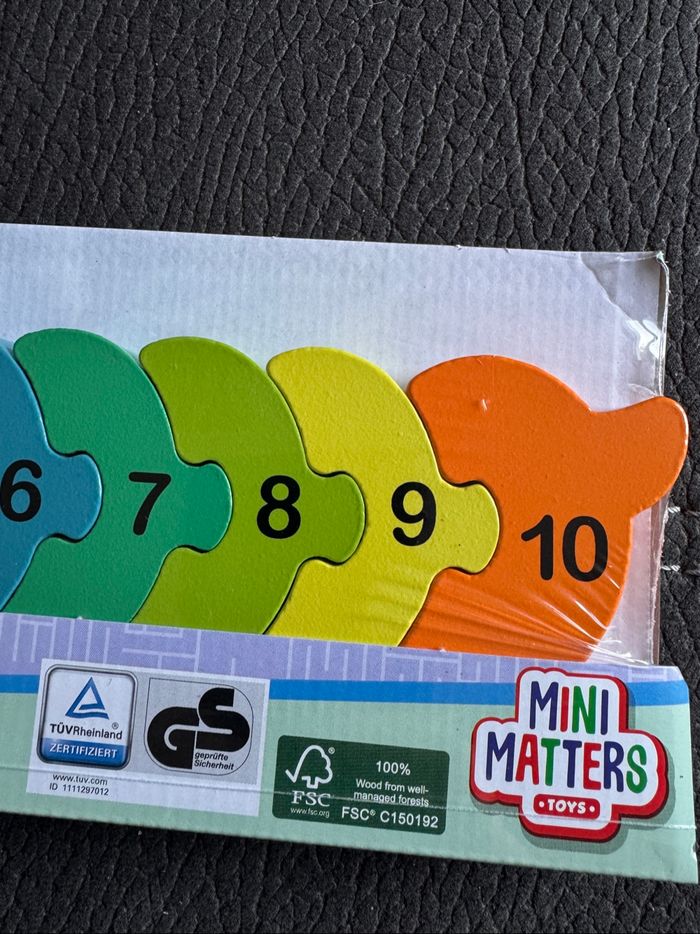 6 7 8 9 10
TÜVRheinland®
ZERTIFIZIERT
www.tuv.com
ID 1111297012
GS
geprüfte
Sicherheit
FSC
www.fsc.org
100%
Wood from well-
managed forests
FSC® C150192
MINI
MATTERS
• TOYS •